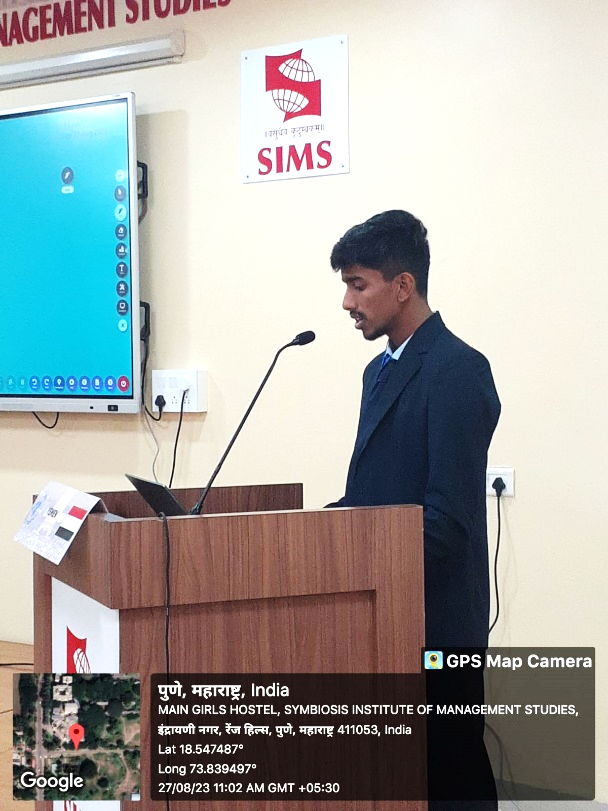 NAGEMENT STUDIES
॥वसुधैव कुटुम्बकम्॥
SIMS
YEMEN
GPS Map Camera
पुणे, महाराष्ट्र, India
MAIN GIRLS HOSTEL, SYMBIOSIS INSTITUTE OF MANAGEMENT STUDIES,
इंद्रायणी नगर, रेंज हिल्स, पुणे, महाराष्ट्र 411053, India
Lat 18.547487°
Long 73.839497°
27/08/23 11:02 AM GMT +05:30
Google